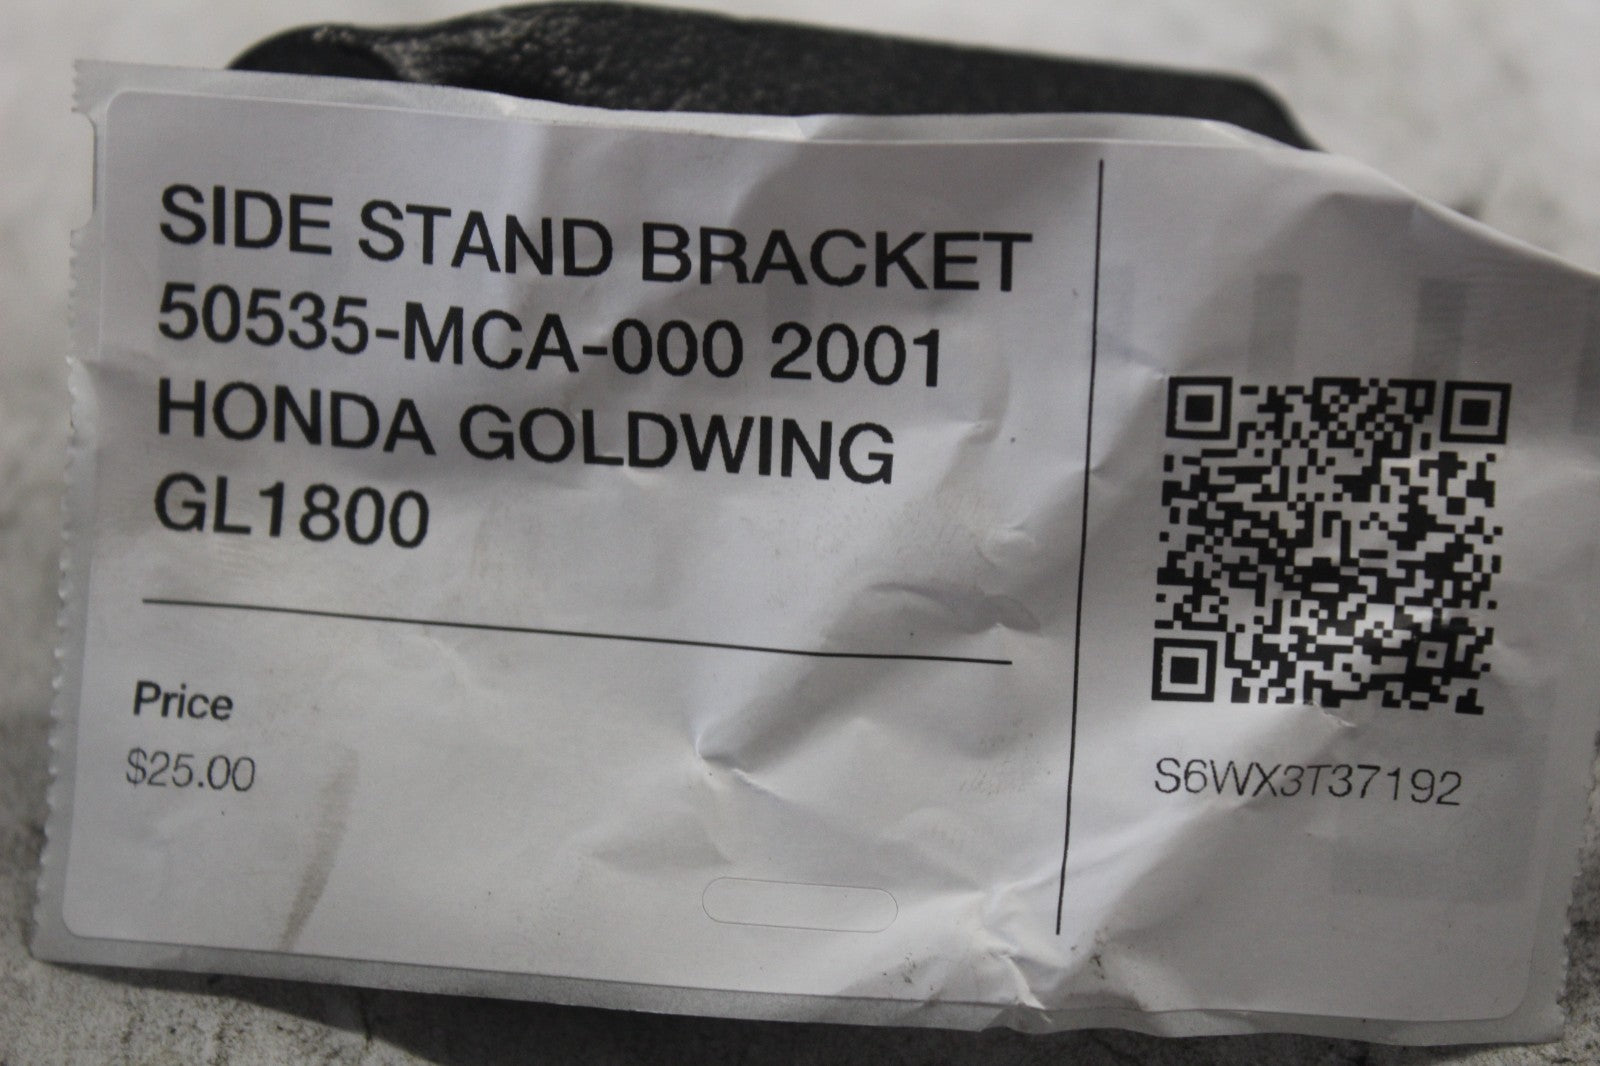 SIDE STAND BRACKET
50535-MCA-000 2001
HONDA GOLDWING
GL1800
Price
$25.00
S6WX3T37192